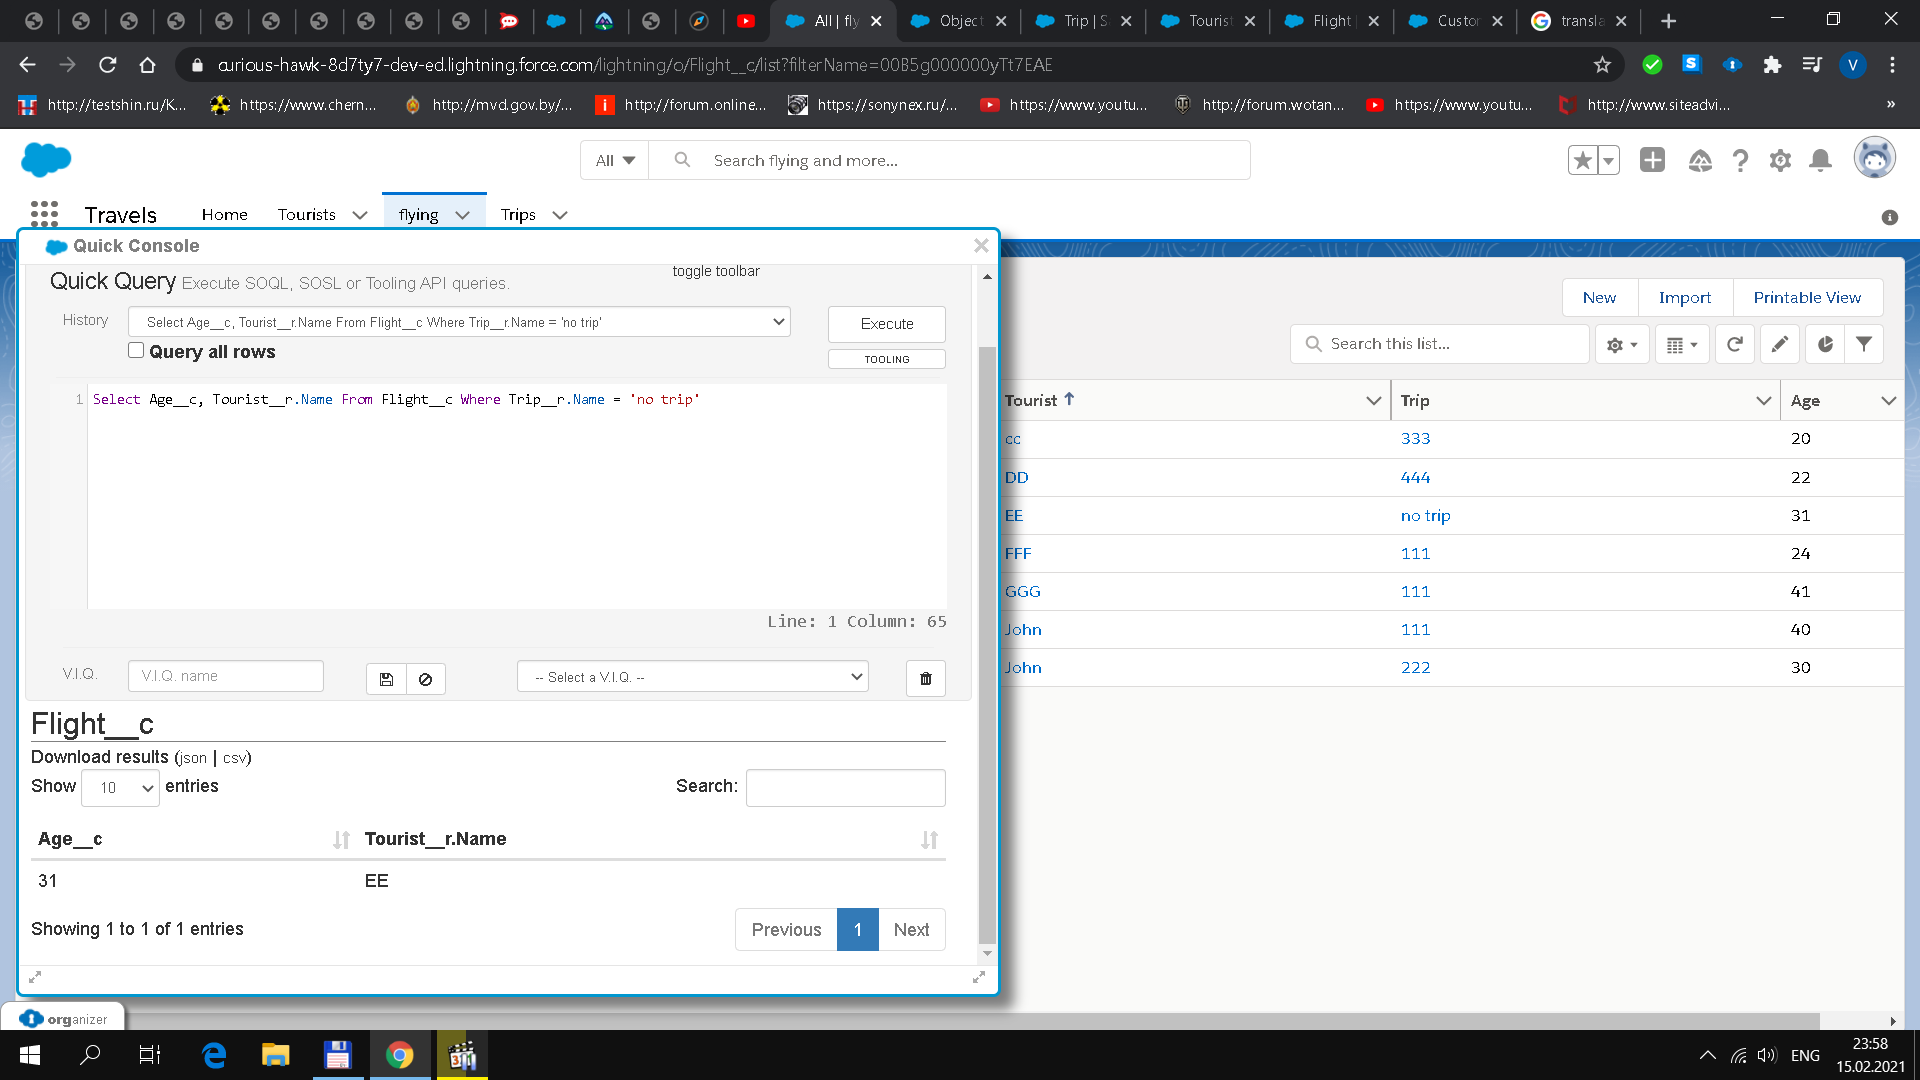 All | fly
Object
Trip | S
Tourist
Flight
Custo
transla
curious-hawk-8d7ty7-dev-ed.lightning.force.com/lightning/o/Flight__c/list?filterName=00B5g000000yTt7EAE
V
http://testshin.ru/K...
https://www.chern...
http://mvd.gov.by/...
http://forum.online...
https://sonynex.ru/...
https://www.youtu...
http://forum.wotan...
https://www.youtu...
http://www.siteadvi...
»
All
Search flying and more...
Travels
Home
Tourists
flying
Trips
Quick Console
toggle toolbar
Quick Query Execute SOQL, SOSL or Tooling API queries.
History
Select Age__c, Tourist__r.Name From Flight__c Where Trip__r.Name = 'no trip'
Execute
Query all rows
TOOLING
1 Select Age__c, Tourist__r.Name From Flight__c Where Trip__r.Name = 'no trip'
Line: 1 Column: 65
V.I.Q.
V.I.Q. name
-- Select a V.I.Q. --
Flight__c
Download results (json | csv)
Show 10 entries
Search:
Age__c
Tourist__r.Name
31
EE
Showing 1 to 1 of 1 entries
Previous
1
Next
organizer
New
Import
Printable View
Search this list...
Tourist
Trip
Age
cc
333
20
DD
444
22
EE
no trip
31
FFF
111
24
GGG
111
41
John
111
40
John
222
30
ENG
23:58
15.02.2021